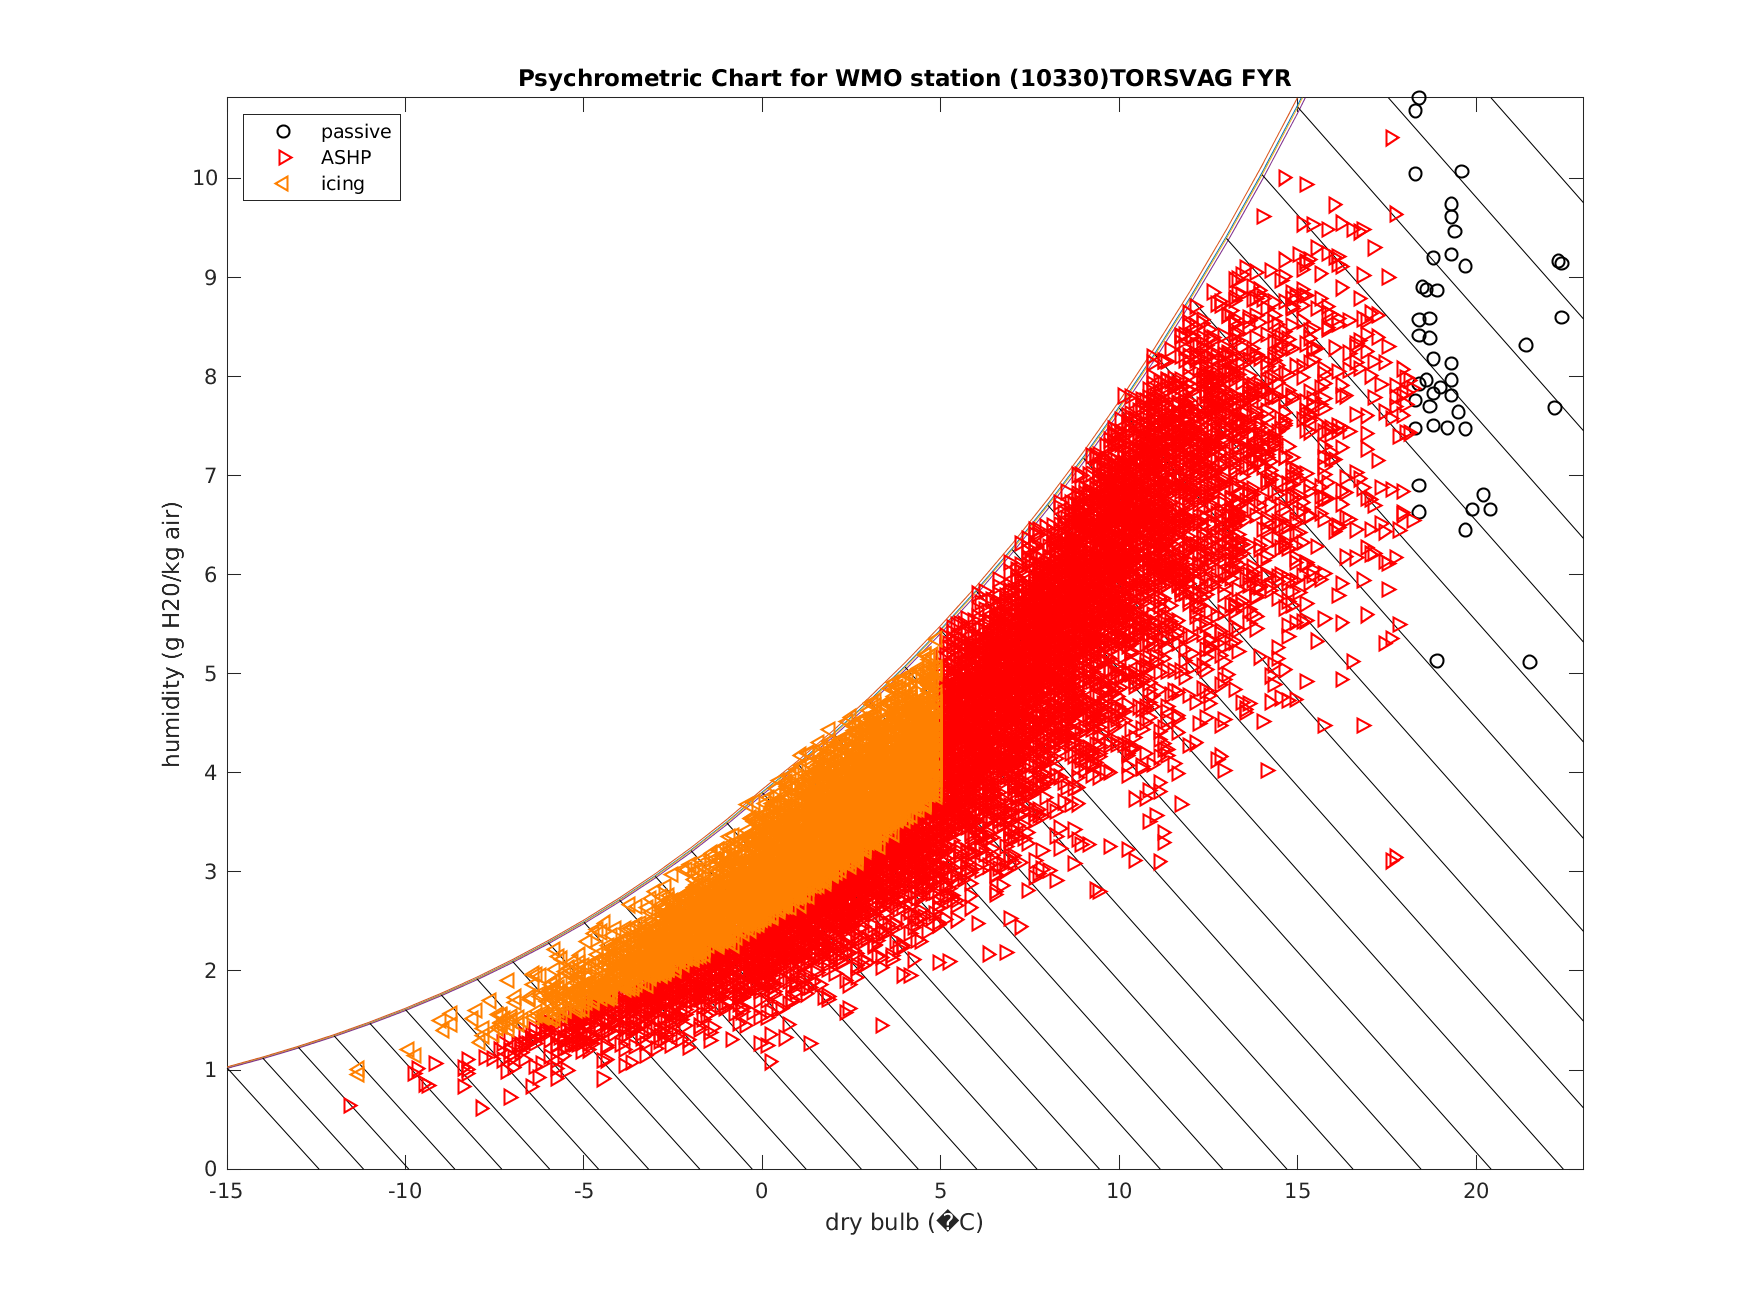 Psychrometric Chart for WMO station (10330)TORSVAG FYR
passive
ASHP
icing
10
9
8
7
6
5
4
3
2
1
0
humidity (g H20/kg air)
-15 -10 -5 0 5 10 15 20
dry bulb (�C)